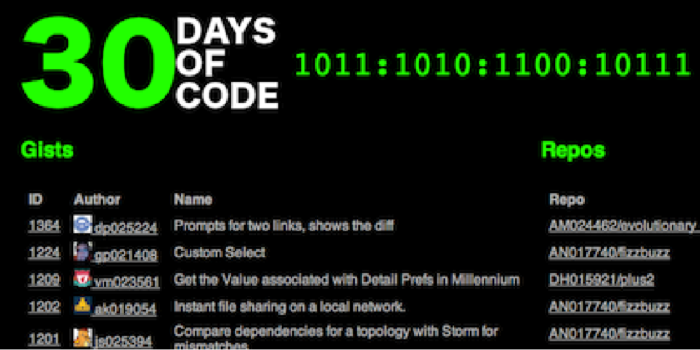 30 DAYS
OF
CODE
1011:1010:1100:10111
Gists
Repos
ID Author Name
Repo
1364 dp025224 Prompts for two links, shows the diff
AM024462/evolutionary
1224 gp021408 Custom Select
AN017740/fizzbuzz
1209 vm023561 Get the Value associated with Detail Prefs in Millennium
DH015921/plus2
1202 ak019054 Instant file sharing on a local network.
AN017740/fizzbuzz
1201 js025394 Compare dependencies for a topology with Storm for
mismatches.
AN017740/fizzbuzz